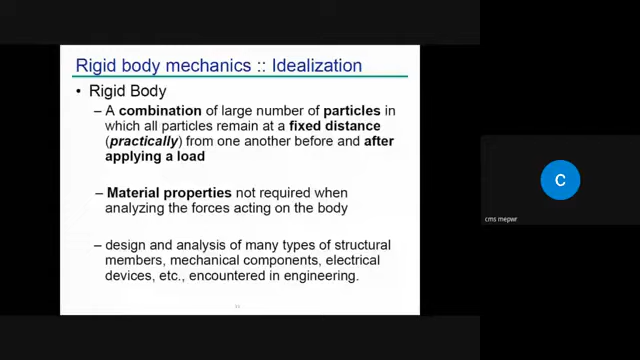 Rigid body mechanics :: Idealization
• Rigid Body
– A combination of large number of particles in
which all particles remain at a fixed distance
(practically) from one another before and after
applying a load
– Material properties not required when
analyzing the forces acting on the body
– design and analysis of many types of structural
members, mechanical components, electrical
devices, etc., encountered in engineering.
C
cms mepwr